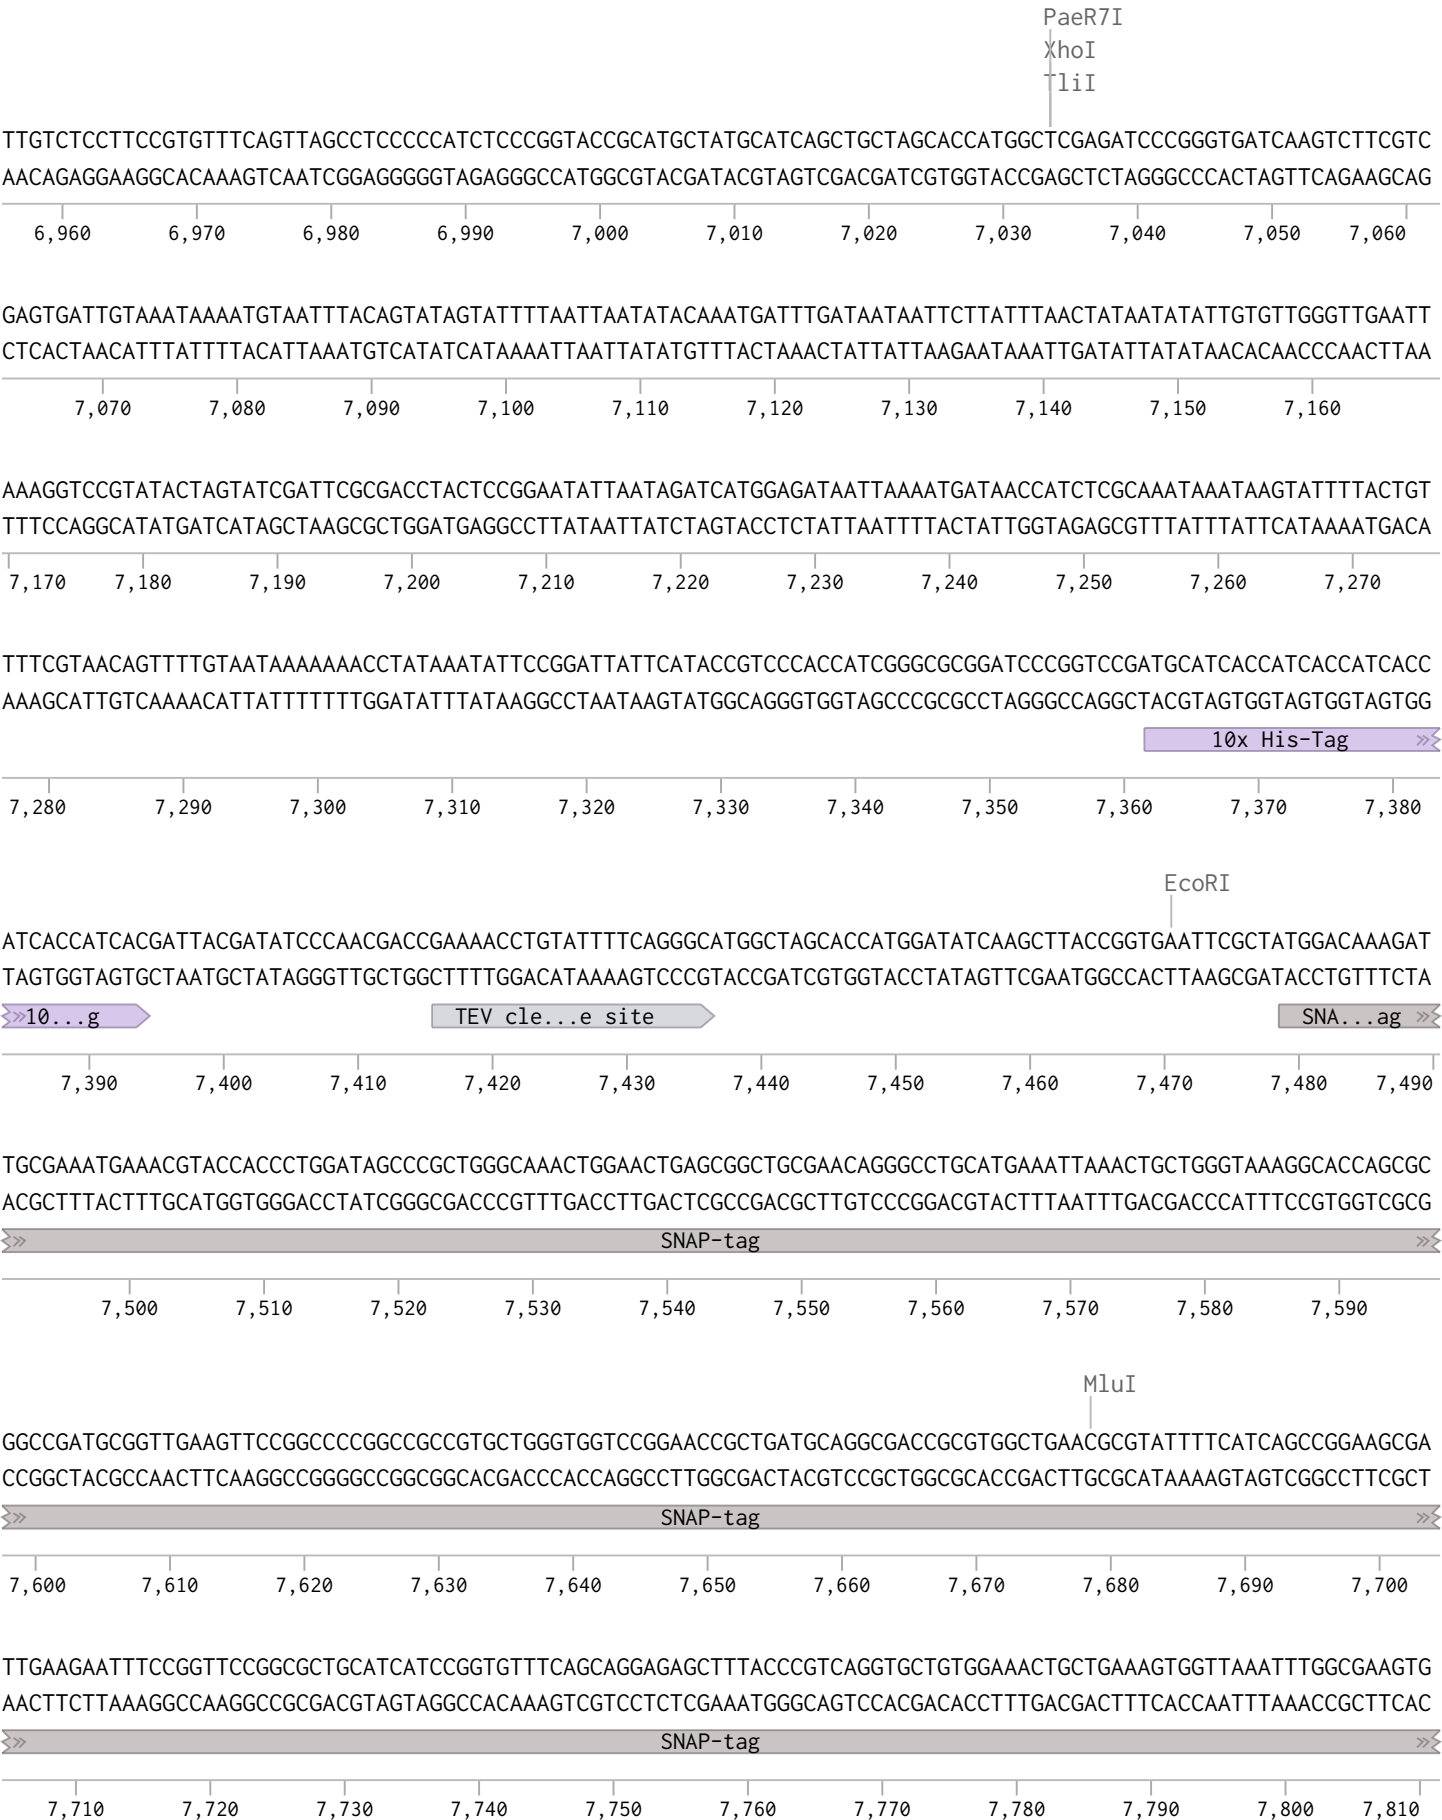 PaeR7I
XhoI
TliI
TTGTCTCCTTCCGTGTTTCAGTTAGCCTCCCCCATCTCCCGGTACCGCATGCTATGCATCAGCTGCTAGCACCATGGCTCGAGATCCCGGGTGATCAAGTCTTCGTC
AACAGAGGAAGGCACAAAGTCAATCGGAGGGGGTAGAGGGCCATGGCGTACGATACGTAGTCGACGATCGTGGTACCGAGCTCTAGGGCCCACTAGTTCAGAAGCAG
6,960 6,970 6,980 6,990 7,000 7,010 7,020 7,030 7,040 7,050 7,060
GAGTGATTGTAAATAAAATGTAATTTACAGTATAGTATTTTAATTAATATACAAATGATTTGATAATAATTCTTATTTAACTATAATATATTGTGTTGGGTTGAATT
CTCACTAACATTTATTTTACATTAAATGTCATATCATAAAATTAATTATATGTTTACTAAACTATTATTAAGAATAAATTGATATTATATAACACAACCCAACTTAA
7,070 7,080 7,090 7,100 7,110 7,120 7,130 7,140 7,150 7,160
AAAGGTCCGTATACTAGTATCGATTCGCGACCTACTCCGGAATATTAATAGATCATGGAGATAATTAAAATGATAACCATCTCGCAAATAAATAAGTATTTTACTGT
TTTCCAGGCATATGATCATAGCTAAGCGCTGGATGAGGCCTTATAATTATCTAGTACCTCTATTAATTTTACTATTGGTAGAGCGTTTATTTATTCATAAAATGACA
7,170 7,180 7,190 7,200 7,210 7,220 7,230 7,240 7,250 7,260 7,270
TTTCGTAACAGTTTTGTAATAAAAAAACCTATAAATATTCCGGATTATTCATACCGTCCCACCATCGGGCGCGGATCCCGGTCCGATGCATCACCATCACCATCACC
AAAGCATTGTCAAAACATTATTTTTTTGGATATTTATAAGGCCTAATAAGTATGGCAGGGTGGTAGCCCGCGCCTAGGGCCAGGCTACGTAGTGGTAGTGGTAGTGG
10x His-Tag
7,280 7,290 7,300 7,310 7,320 7,330 7,340 7,350 7,360 7,370 7,380
EcoRI
ATCACCATCACGATTACGATATCCCAACGACCGAAAACCTGTATTTTCAGGGCATGGCTAGCACCATGGATATCAAGCTTACCGGTGAATTCGCTATGGACAAAGAT
TAGTGGTAGTGCTAATGCTATAGGGTTGCTGGCTTTTGGACATAAAAGTCCCGTACCGATCGTGGTACCTATAGTTCGAATGGCCACTTAAGCGATACCTGTTTCTA
10...g TEV cle...e site SNA...ag
7,390 7,400 7,410 7,420 7,430 7,440 7,450 7,460 7,470 7,480 7,490
TGCGAAATGAAACGTACCACCCTGGATAGCCCGCTGGGCAAACTGGAACTGAGCGGCTGCGAACAGGGCCTGCATGAAATTAAACTGCTGGGTAAAGGCACCAGCGC
ACGCTTTACTTTGCATGGTGGGACCTATCGGGCGACCCGTTTGACCTTGACTCGCCGACGCTTGTCCCGGACGTACTTTAATTTGACGACCCATTTCCGTGGTCGCG
SNAP-tag
7,500 7,510 7,520 7,530 7,540 7,550 7,560 7,570 7,580 7,590
MluI
GGCCGATGCGGTTGAAGTTCCGGCCCCGGCCGCCGTGCTGGGTGGTCCGGAACCGCTGATGCAGGCGACCGCGTGGCTGAACGCGTATTTTCATCAGCCGGAAGCGA
CCGGCTACGCCAACTTCAAGGCCGGGGCCGGCGGCACGACCCACCAGGCCTTGGCGACTACGTCCGCTGGCGCACCGACTTGCGCATAAAAGTAGTCGGCCTTCGCT
SNAP-tag
7,600 7,610 7,620 7,630 7,640 7,650 7,660 7,670 7,680 7,690 7,700
TTGAAGAATTTCCGGTTCCGGCGCTGCATCATCCGGTGTTTCAGCAGGAGAGCTTTACCCGTCAGGTGCTGTGGAAACTGCTGAAAGTGGTTAAATTTGGCGAAGTG
AACTTCTTAAAGGCCAAGGCCGCGACGTAGTAGGCCACAAAGTCGTCCTCTCGAAATGGGCAGTCCACGACACCTTTGACGACTTTCACCAATTTAAACCGCTTCAC
SNAP-tag
7,710 7,720 7,730 7,740 7,750 7,760 7,770 7,780 7,790 7,800 7,810